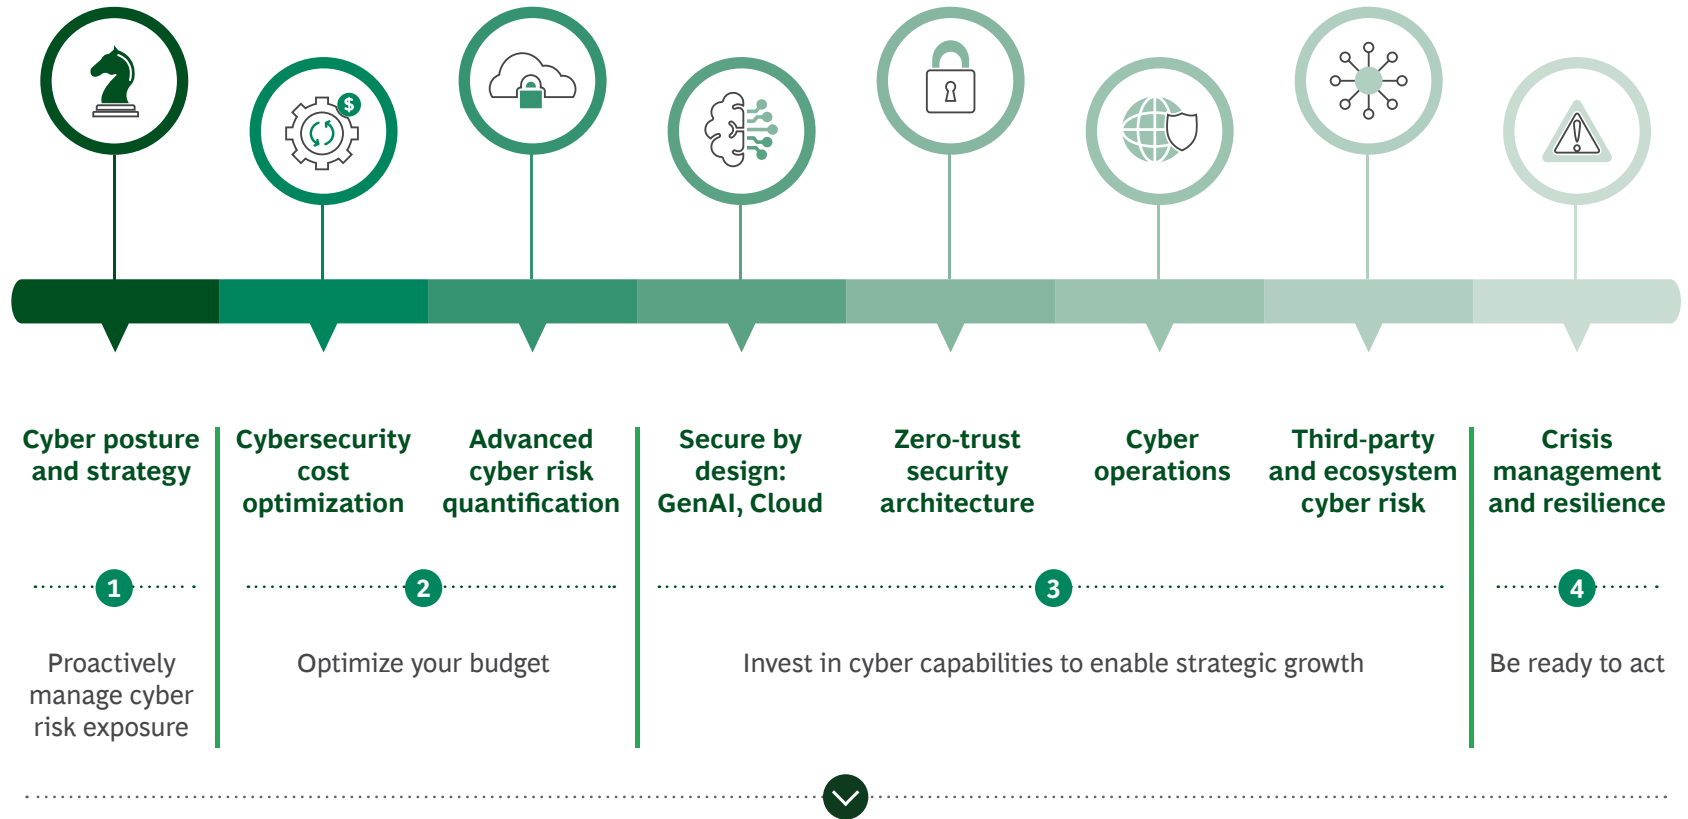 $
Cyber posture
and strategy
Cybersecurity
cost
optimization
Advanced
cyber risk
quantification
Secure by
design:
GenAI, Cloud
Zero-trust
security
architecture
Cyber
operations
Third-party
and ecosystem
cyber risk
Crisis
management
and resilience
1
2
3
4
Proactively
manage cyber
risk exposure
Optimize your budget
Invest in cyber capabilities to enable strategic growth
Be ready to act